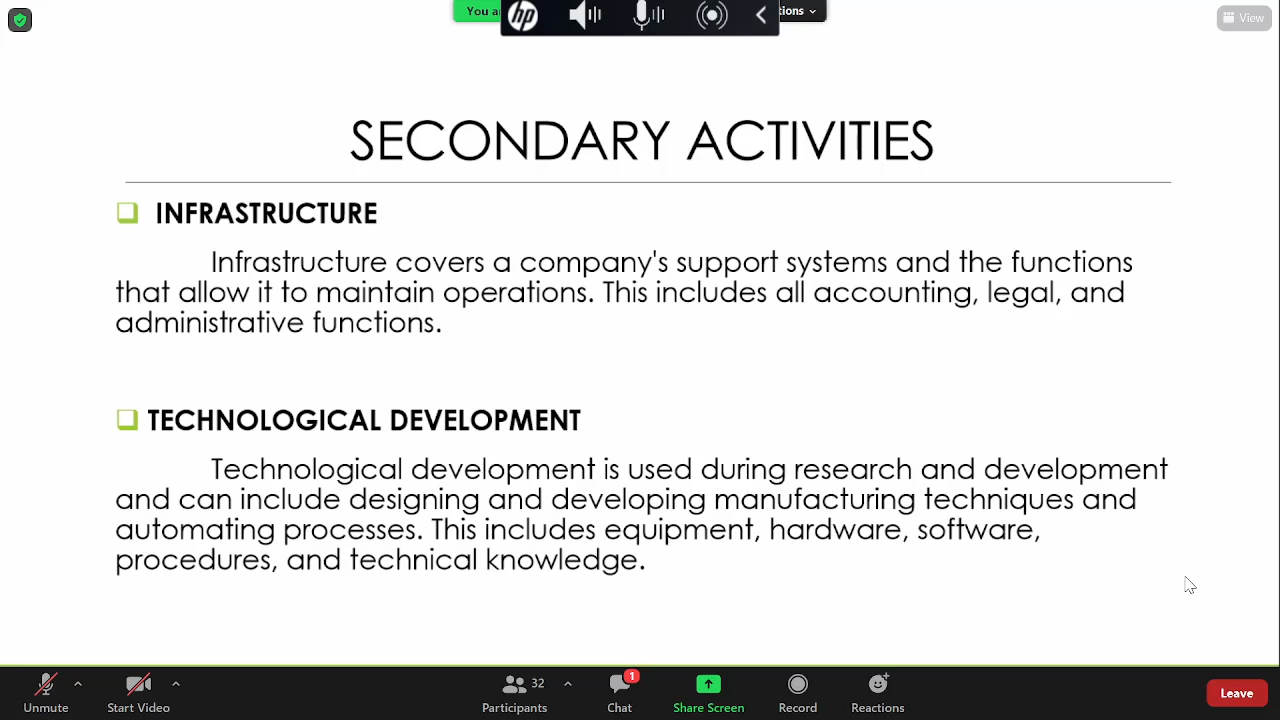 You a
hp
tions
View
SECONDARY ACTIVITIES
INFRASTRUCTURE
Infrastructure covers a company's support systems and the functions
that allow it to maintain operations. This includes all accounting, legal, and
administrative functions.
TECHNOLOGICAL DEVELOPMENT
Technological development is used during research and development
and can include designing and developing manufacturing techniques and
automating processes. This includes equipment, hardware, software,
procedures, and technical knowledge.
32
1
Unmute
Start Video
Participants
Chat
Share Screen
Record
Reactions
Leave